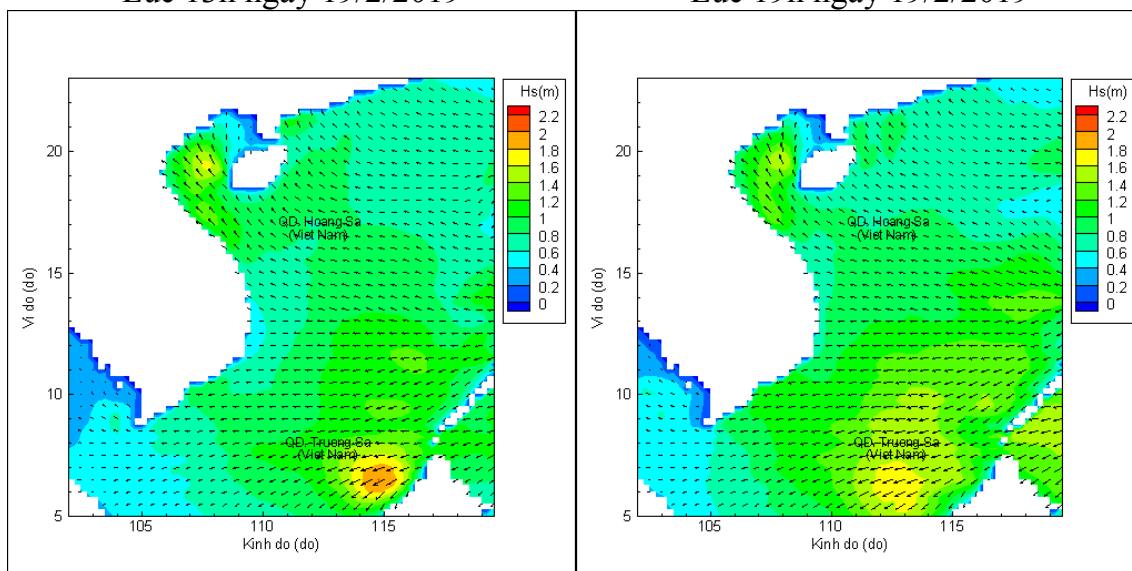 Lúc 13h ngày 19/2/2019
Hs(m)
2.2
2
1.8
1.6
1.4
1.2
1
0.8
0.6
0.4
0.2
0
Vi do (do)
20
15
10
5
QD. Hoang Sa
(Viet Nam)
QD. Truong Sa
(Viet Nam)
105 110 115
Kinh do (do)
Lúc 19h ngày 19/2/2019
Hs(m)
2.2
2
1.8
1.6
1.4
1.2
1
0.8
0.6
0.4
0.2
0
Vi do (do)
20
15
10
5
QD. Hoang Sa
(Viet Nam)
QD. Truong Sa
(Viet Nam)
105 110 115
Kinh do (do)